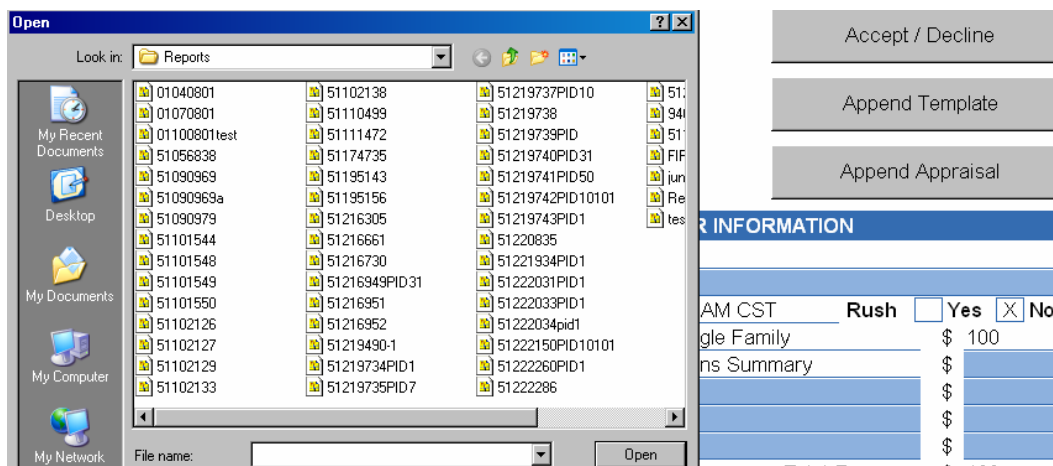 Open
Look in: Reports
My Recent
Documents
Desktop
My Documents
My Computer
My Network
01040801
01070801
01100801test
51056838
51090969
51090969a
51090979
51101544
51101548
51101549
51101550
51102126
51102127
51102129
51102133
51102138
51110499
51111472
51174735
51195143
51195156
51216305
51216661
51216730
51216949PID31
51216951
51216952
51219490-1
51219734PID1
51219735PID7
51219737PID10
51219738
51219739PID
51219740PID31
51219741PID50
51219742PID10101
51219743PID1
51220835
51221934PID1
51222031PID1
51222033PID1
51222034pid1
51222150PID10101
51222260PID1
51222286
jun
Re
tes
File name:
Open
Accept / Decline
Append Template
Append Appraisal
R INFORMATION
AM CST Rush Yes X No
gle Family $ 100
ns Summary $
$
$
$